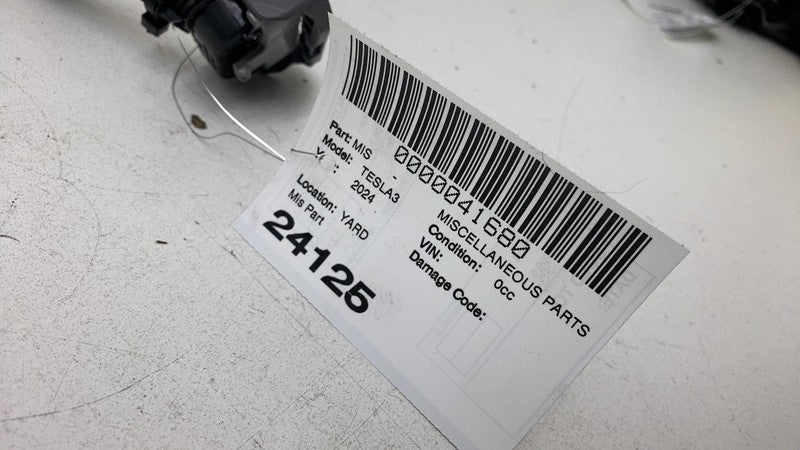 0000041680
Part: MIS - MISCELLANEOUS PARTS
Model: TESLA3 Condition: 0cc
2024 VIN:
Damage Code:
Location: YARD
Mis Part
24125